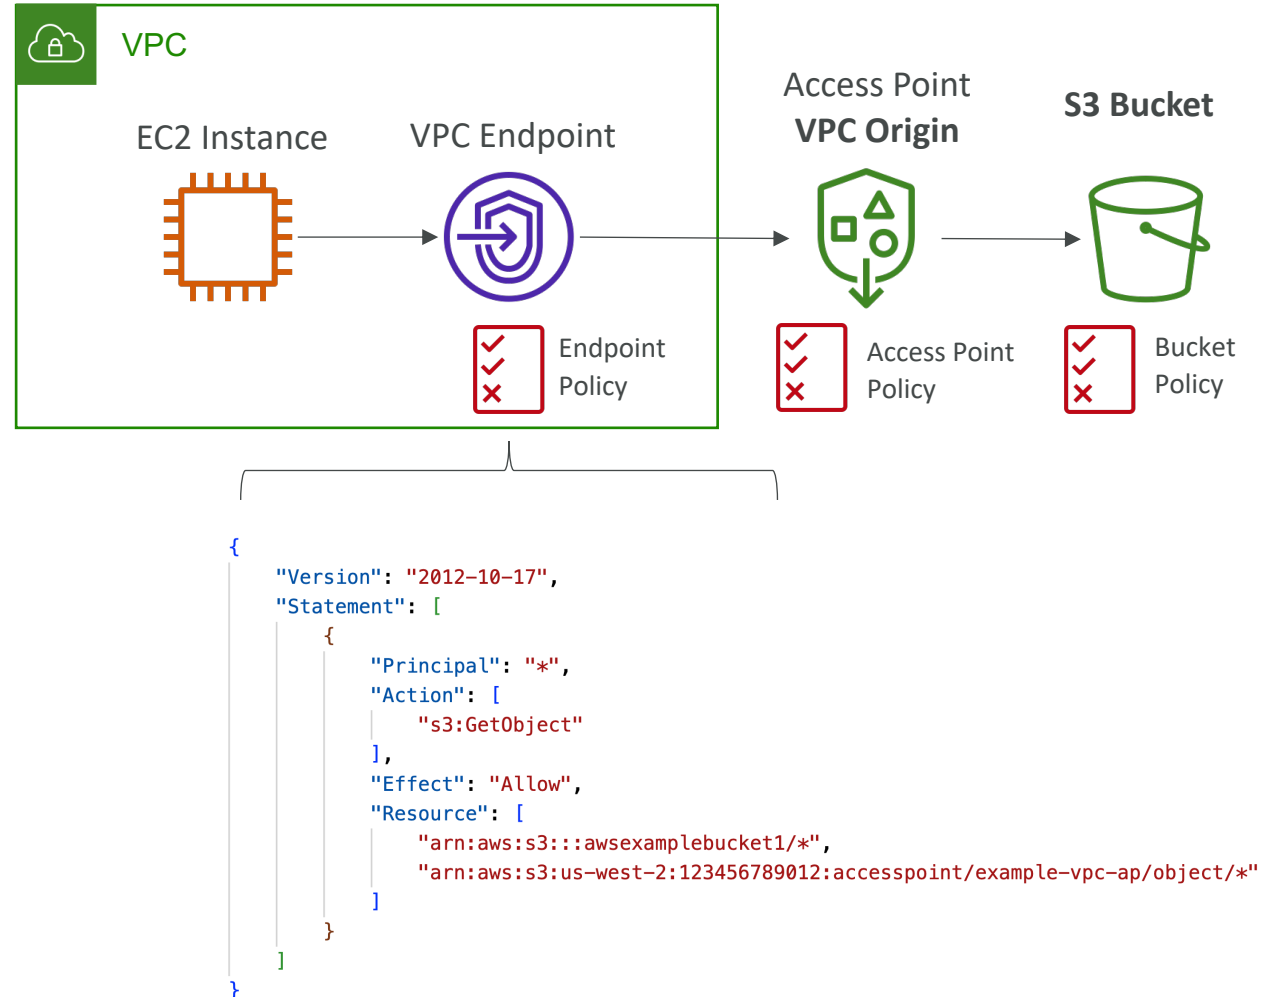 VPC
EC2 Instance
VPC Endpoint
Access Point
VPC Origin
S3 Bucket
Endpoint
Policy
Access Point
Policy
Bucket
Policy
{
"Version": "2012-10-17",
"Statement": [
{
"Principal": "*",
"Action": [
"s3:GetObject"
],
"Effect": "Allow",
"Resource": [
"arn:aws:s3:::awsexamplebucket1/*",
"arn:aws:s3:us-west-2:123456789012:accesspoint/example-vpc-ap/object/*"
]
}
]
}